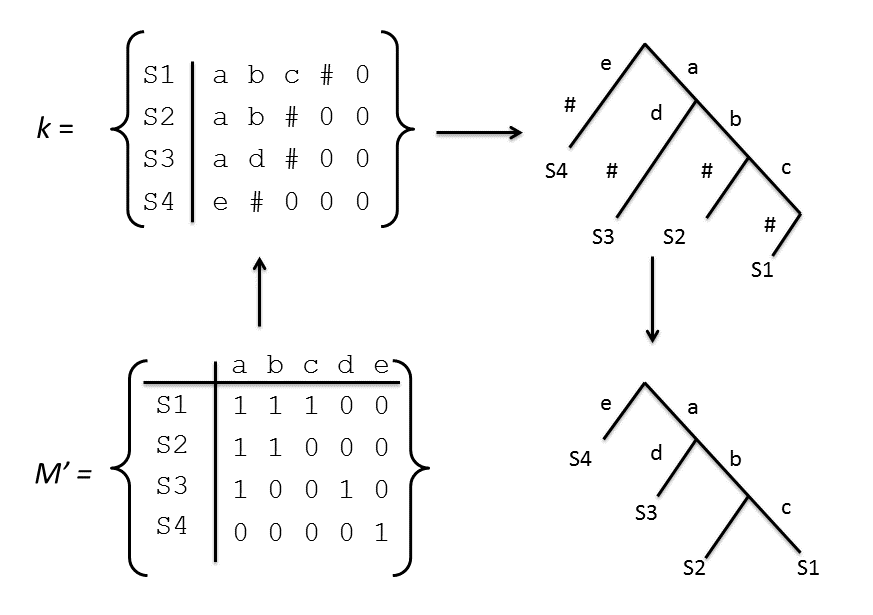 k =
S1 a b c # 0
S2 a b # 0 0
S3 a d # 0 0
S4 e # 0 0 0
e a
# d b
S4 # # c
S3 S2 #
S1
M' =
a b c d e
S1 1 1 1 0 0
S2 1 1 0 0 0
S3 1 0 0 1 0
S4 0 0 0 0 1
e a
S4 d b
S3 c
S2 S1